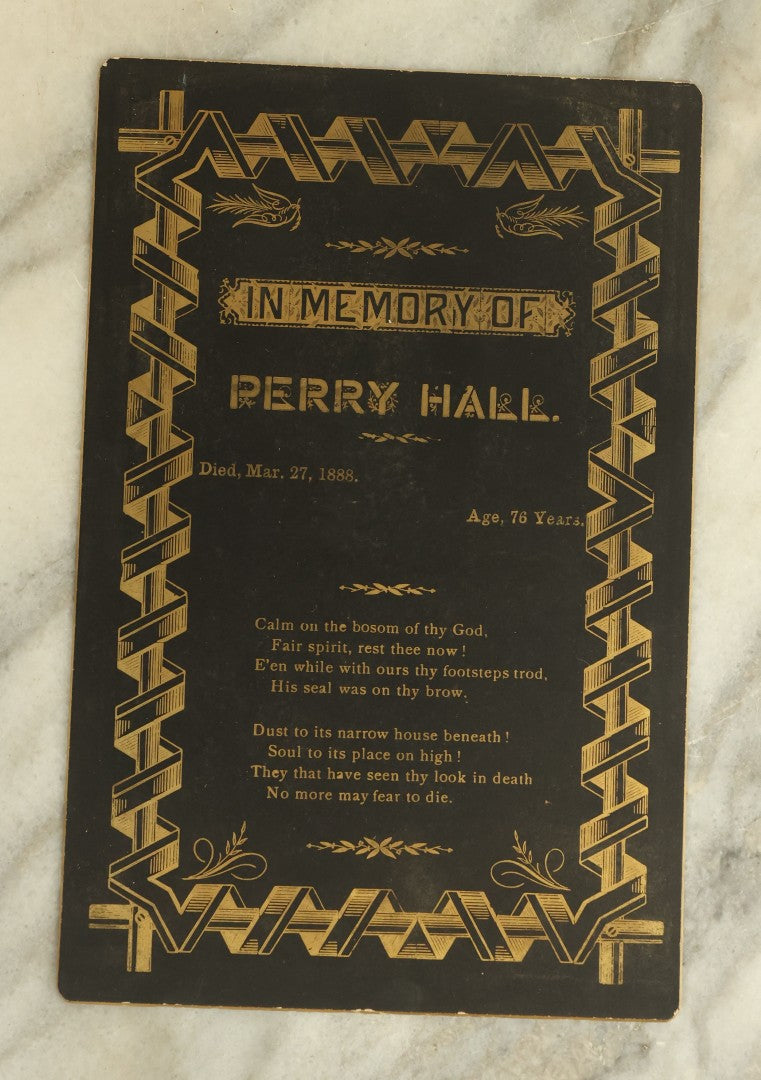 IN MEMORY OF
PERRY HALL.
Died, Mar. 27, 1888.
Age, 76 Years.
Calm on the bosom of thy God,
Fair spirit, rest thee now!
E'en while with ours thy footsteps trod,
His seal was on thy brow.
Dust to its narrow house beneath!
Soul to its place on high!
They that have seen thy look in death
No more may fear to die.